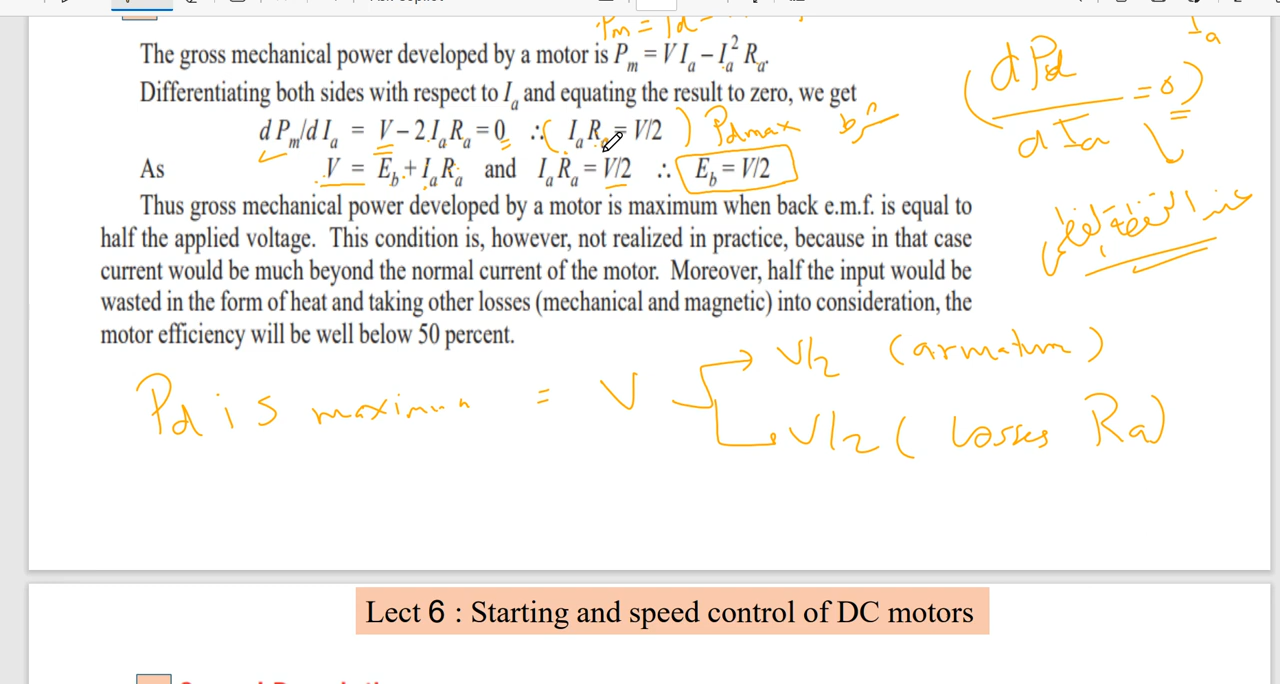 The gross mechanical power developed by a motor is Pm = V Ia – Ia² Ra.
Ia
Differentiating both sides with respect to Ia and equating the result to zero, we get
d Pm/d Ia = V – 2 Ia Ra = 0 ∴ ( Ia Ra = V/2 ) Pdmax
( dPd / dIa = 0 )
As V = Eb + Ia Ra and Ia Ra = V/2 ∴ Eb = V/2
Thus gross mechanical power developed by a motor is maximum when back e.m.f. is equal to
half the applied voltage. This condition is, however, not realized in practice, because in that case
current would be much beyond the normal current of the motor. Moreover, half the input would be
wasted in the form of heat and taking other losses (mechanical and magnetic) into consideration, the
motor efficiency will be well below 50 percent.
Pd is maximum = V
V/2 (armature)
V/2 ( losses Ra)
Lect 6 : Starting and speed control of DC motors